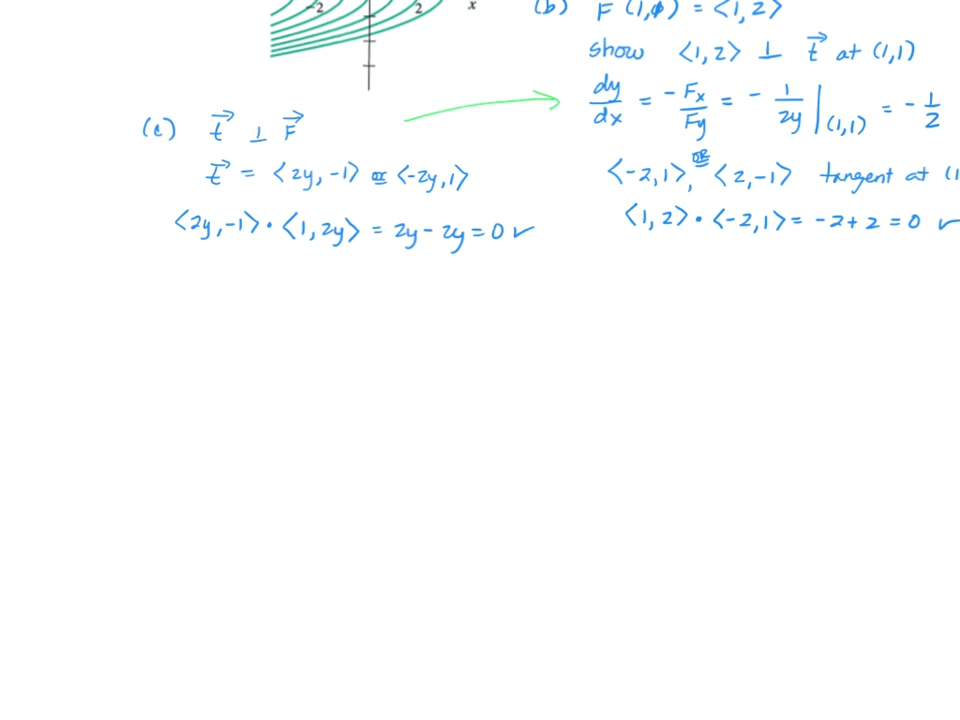 -2 2 x
(b) F(1,1) = <1,2>
show <1,2> ⊥ t⃗ at (1,1)
dy/dx = -Fx/Fy = - 1/2y |(1,1) = - 1/2
<-2,1>, OR <2,-1> tangent at (1
<1,2> · <-2,1> = -2+2 = 0 ✓
(c) t⃗ ⊥ F⃗
t⃗ = <2y,-1> or <-2y,1>
<2y,-1> · <1,2y> = 2y - 2y = 0 ✓